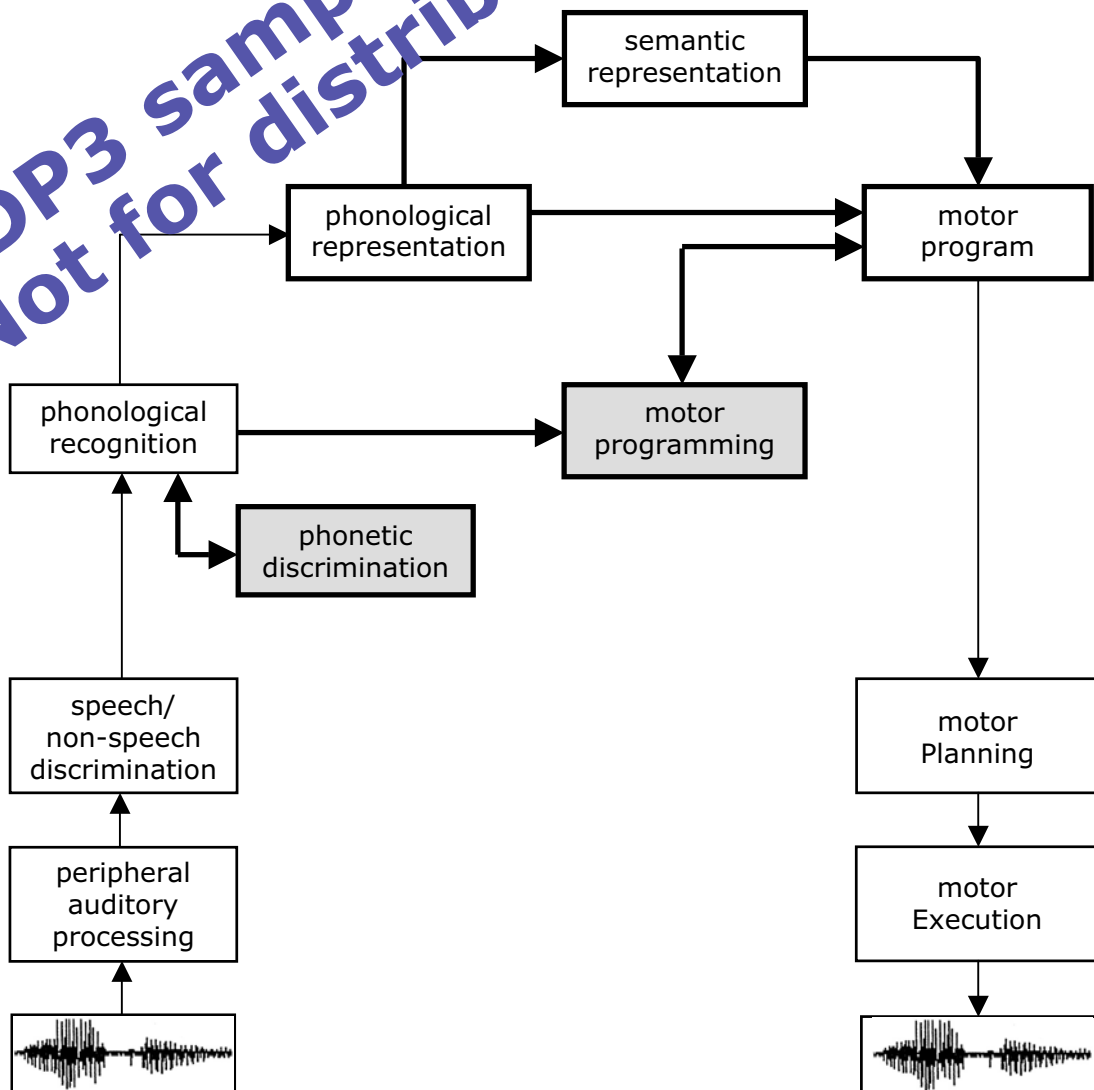 DP3 samp
Not for distrib
semantic
representation
phonological
representation
motor
program
phonological
recognition
motor
programming
phonetic
discrimination
speech/
non-speech
discrimination
motor
Planning
peripheral
auditory
processing
motor
Execution